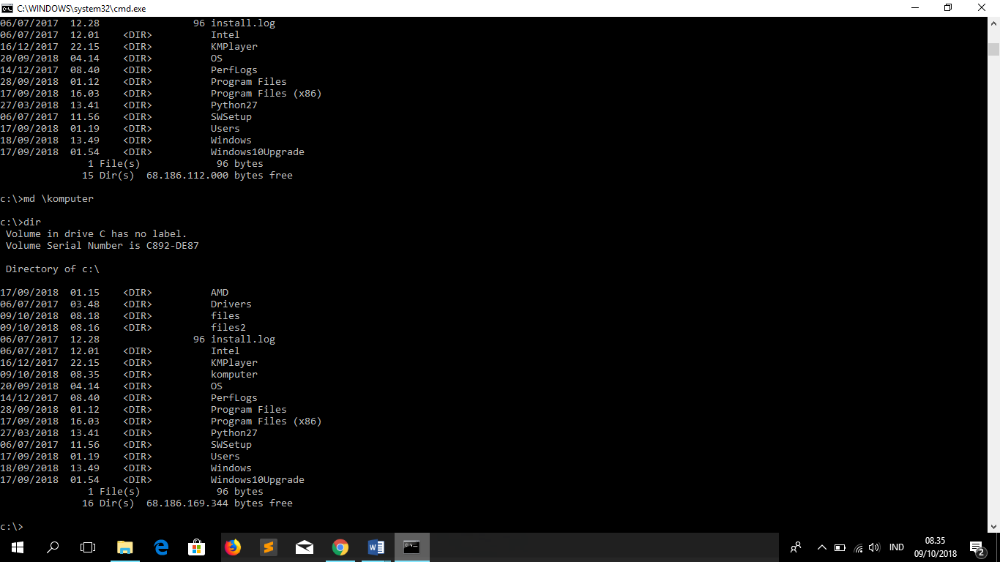 C:\WINDOWS\system32\cmd.exe
06/07/2017  12.28                96 install.log
06/07/2017  12.01    <DIR>          Intel
16/12/2017  22.15    <DIR>          KMPlayer
20/09/2018  04.14    <DIR>          OS
14/12/2017  08.40    <DIR>          PerfLogs
28/09/2018  01.12    <DIR>          Program Files
17/09/2018  16.03    <DIR>          Program Files (x86)
27/03/2018  13.41    <DIR>          Python27
06/07/2017  11.56    <DIR>          SWSetup
17/09/2018  01.19    <DIR>          Users
18/09/2018  13.49    <DIR>          Windows
17/09/2018  01.54    <DIR>          Windows10Upgrade
               1 File(s)             96 bytes
              15 Dir(s)  68.186.112.000 bytes free
c:\>md \komputer
c:\>dir
 Volume in drive C has no label.
 Volume Serial Number is C892-DE87
 Directory of c:\
17/09/2018  01.15    <DIR>          AMD
06/07/2017  03.48    <DIR>          Drivers
09/10/2018  08.18    <DIR>          files
09/10/2018  08.16    <DIR>          files2
06/07/2017  12.28                96 install.log
06/07/2017  12.01    <DIR>          Intel
16/12/2017  22.15    <DIR>          KMPlayer
09/10/2018  08.35    <DIR>          komputer
20/09/2018  04.14    <DIR>          OS
14/12/2017  08.40    <DIR>          PerfLogs
28/09/2018  01.12    <DIR>          Program Files
17/09/2018  16.03    <DIR>          Program Files (x86)
27/03/2018  13.41    <DIR>          Python27
06/07/2017  11.56    <DIR>          SWSetup
17/09/2018  01.19    <DIR>          Users
18/09/2018  13.49    <DIR>          Windows
17/09/2018  01.54    <DIR>          Windows10Upgrade
               1 File(s)             96 bytes
              16 Dir(s)  68.186.169.344 bytes free
c:\>
IND
08.35
09/10/2018
2